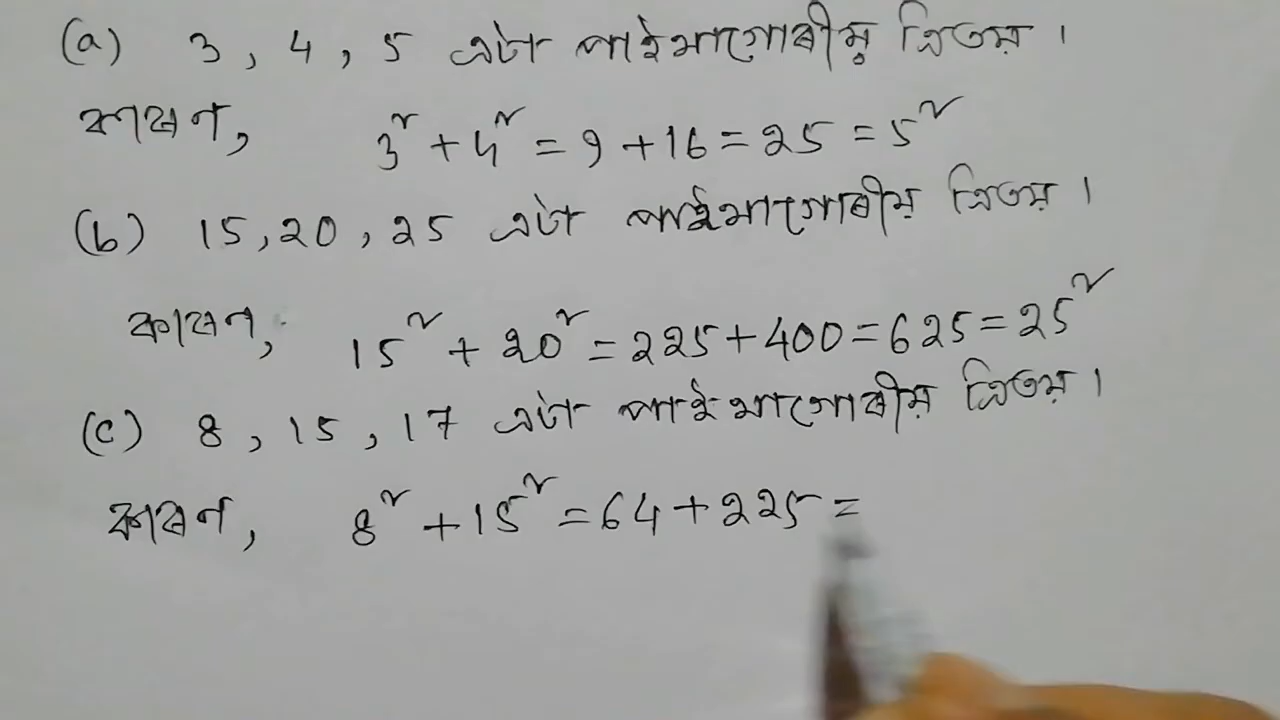 (a) 3, 4, 5 এটা পাইথাগোৰীয় ত্ৰিতয়।
কাৰণ, 3² + 4² = 9 + 16 = 25 = 5²
(b) 15, 20, 25 এটা পাইথাগোৰীয় ত্ৰিতয়।
কাৰণ, 15² + 20² = 225 + 400 = 625 = 25²
(c) 8, 15, 17 এটা পাইথাগোৰীয় ত্ৰিতয়।
কাৰণ, 8² + 15² = 64 + 225 =